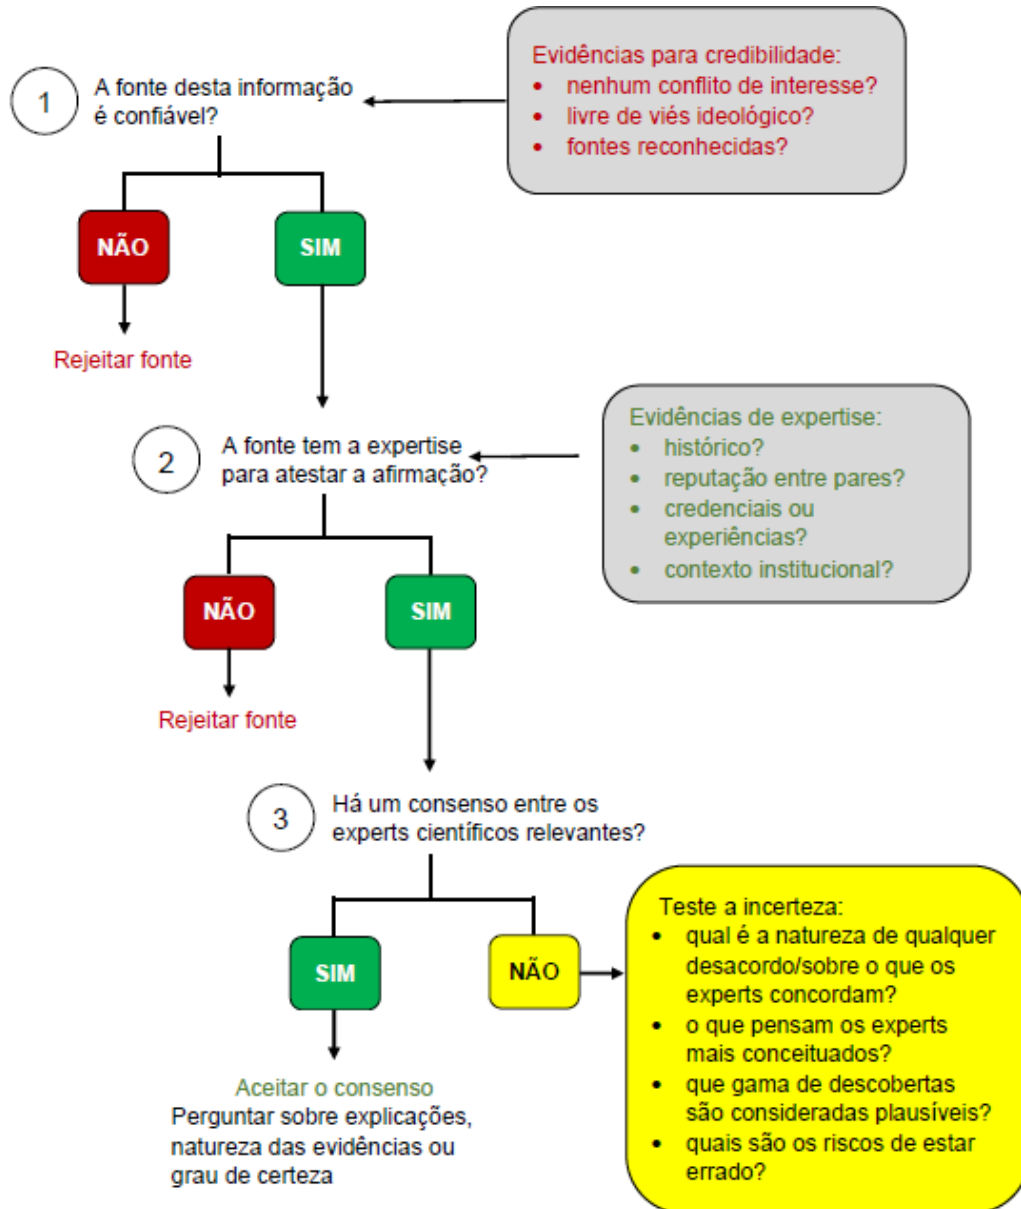 Evidências para credibilidade:
• nenhum conflito de interesse?
• livre de viés ideológico?
• fontes reconhecidas?
1
A fonte desta informação
é confiável?
NÃO
SIM
Rejeitar fonte
Evidências de expertise:
• histórico?
• reputação entre pares?
• credenciais ou
experiências?
• contexto institucional?
2
A fonte tem a expertise
para atestar a afirmação?
NÃO
SIM
Rejeitar fonte
3
Há um consenso entre os
experts científicos relevantes?
SIM
NÃO
Teste a incerteza:
• qual é a natureza de qualquer
desacordo/sobre o que os
experts concordam?
• o que pensam os experts
mais conceituados?
• que gama de descobertas
são consideradas plausíveis?
• quais são os riscos de estar
errado?
Aceitar o consenso
Perguntar sobre explicações,
natureza das evidências ou
grau de certeza